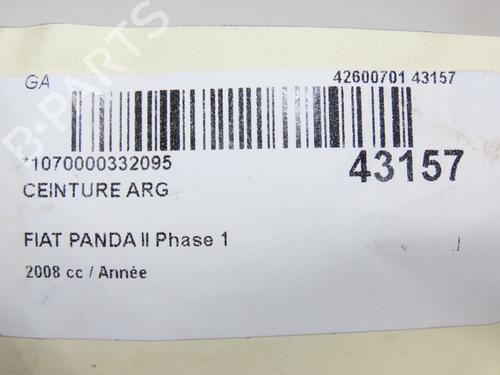 GA
42600701 43157
*1070000332095
43157
CEINTURE ARG
FIAT PANDA II Phase 1
2008 cc / Année
B-PARTS